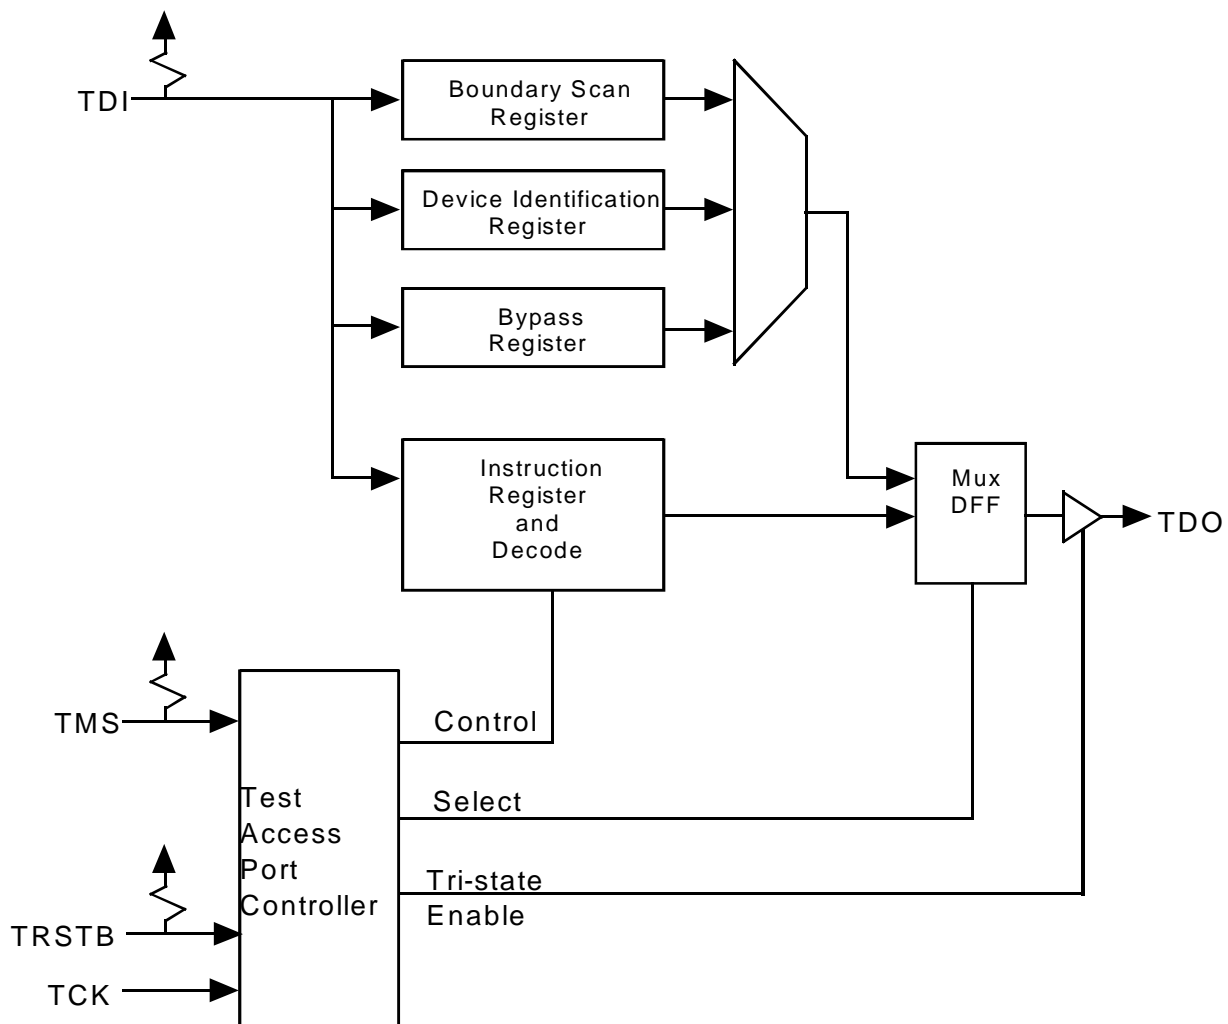 TDI
Boundary Scan
Register
Device Identification
Register
Bypass
Register
Instruction
Register
and
Decode
Mux
DFF
TDO
TMS
Control
Test
Access
Port
Controller
Select
Tri-state
Enable
TRSTB
TCK